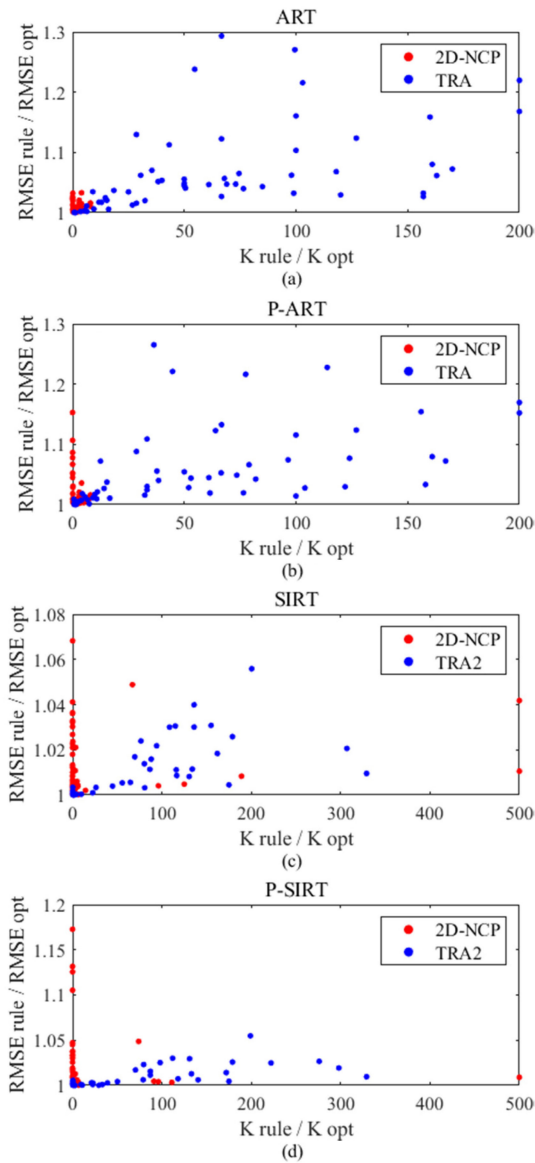 ART
1.3
1.2
1.1
1
RMSE rule / RMSE opt
2D-NCP
TRA
0 50 100 150 200
K rule / K opt
(a)
P-ART
1.3
1.2
1.1
1
RMSE rule / RMSE opt
2D-NCP
TRA
0 50 100 150 200
K rule / K opt
(b)
SIRT
1.08
1.06
1.04
1.02
1
RMSE rule / RMSE opt
2D-NCP
TRA2
0 100 200 300 400 500
K rule / K opt
(c)
P-SIRT
1.2
1.15
1.1
1.05
1
RMSE rule / RMSE opt
2D-NCP
TRA2
0 100 200 300 400 500
K rule / K opt
(d)